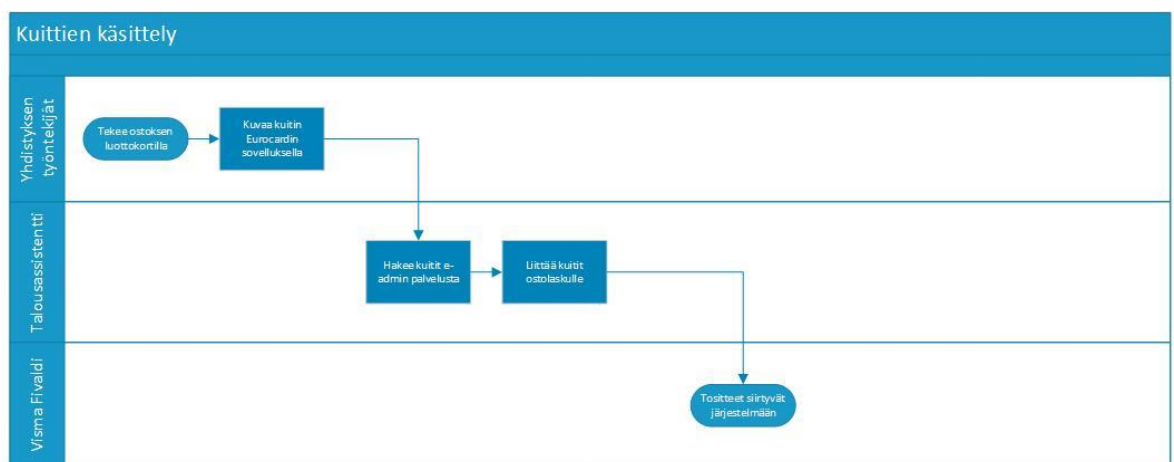 Kuittien käsittely
Yhdistyksen
työntekijät
Tekee ostoksen
luottokortilla
Kuvaa kuitin
Eurocardin
sovelluksella
Talousassistentti
Hakee kuitit e-
admin palvelusta
Liittää kuitit
ostolaskulle
Visma Fivaldi
Tositteet siirtyvät
järjestelmään